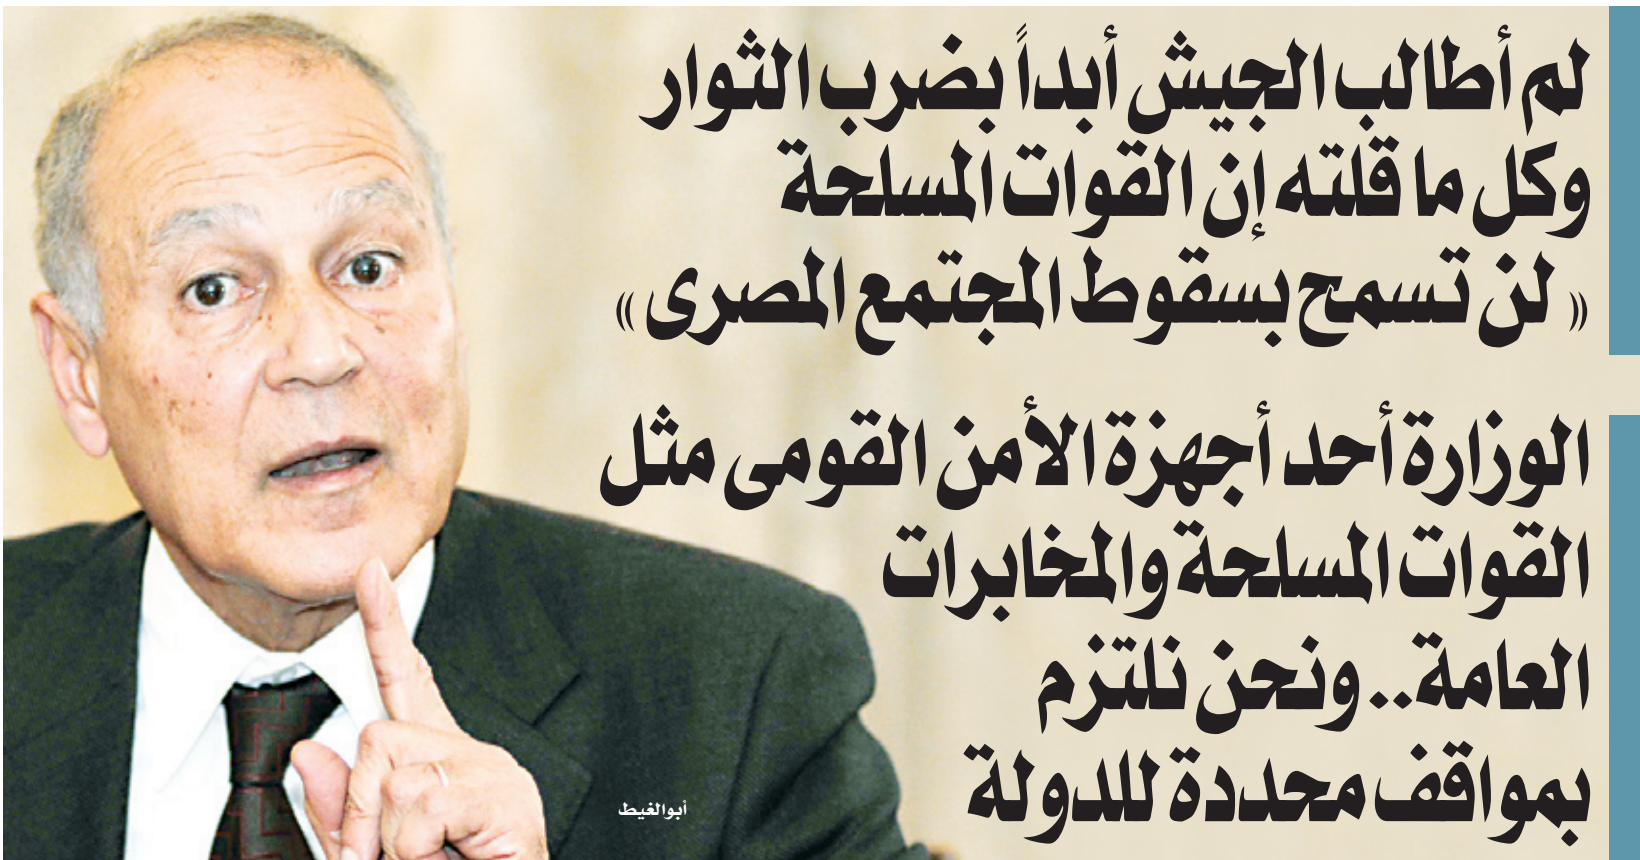 لم أطالب الجيش أبداً بضرب الثوار
وكل ما قلته إن القوات المسلحة
« لن تسمح بسقوط المجتمع المصرى »
الوزارة أحد أجهزة الأمن القومى مثل
القوات المسلحة والمخابرات
العامة.. ونحن نلتزم
بمواقف محددة للدولة
أبوالغيط